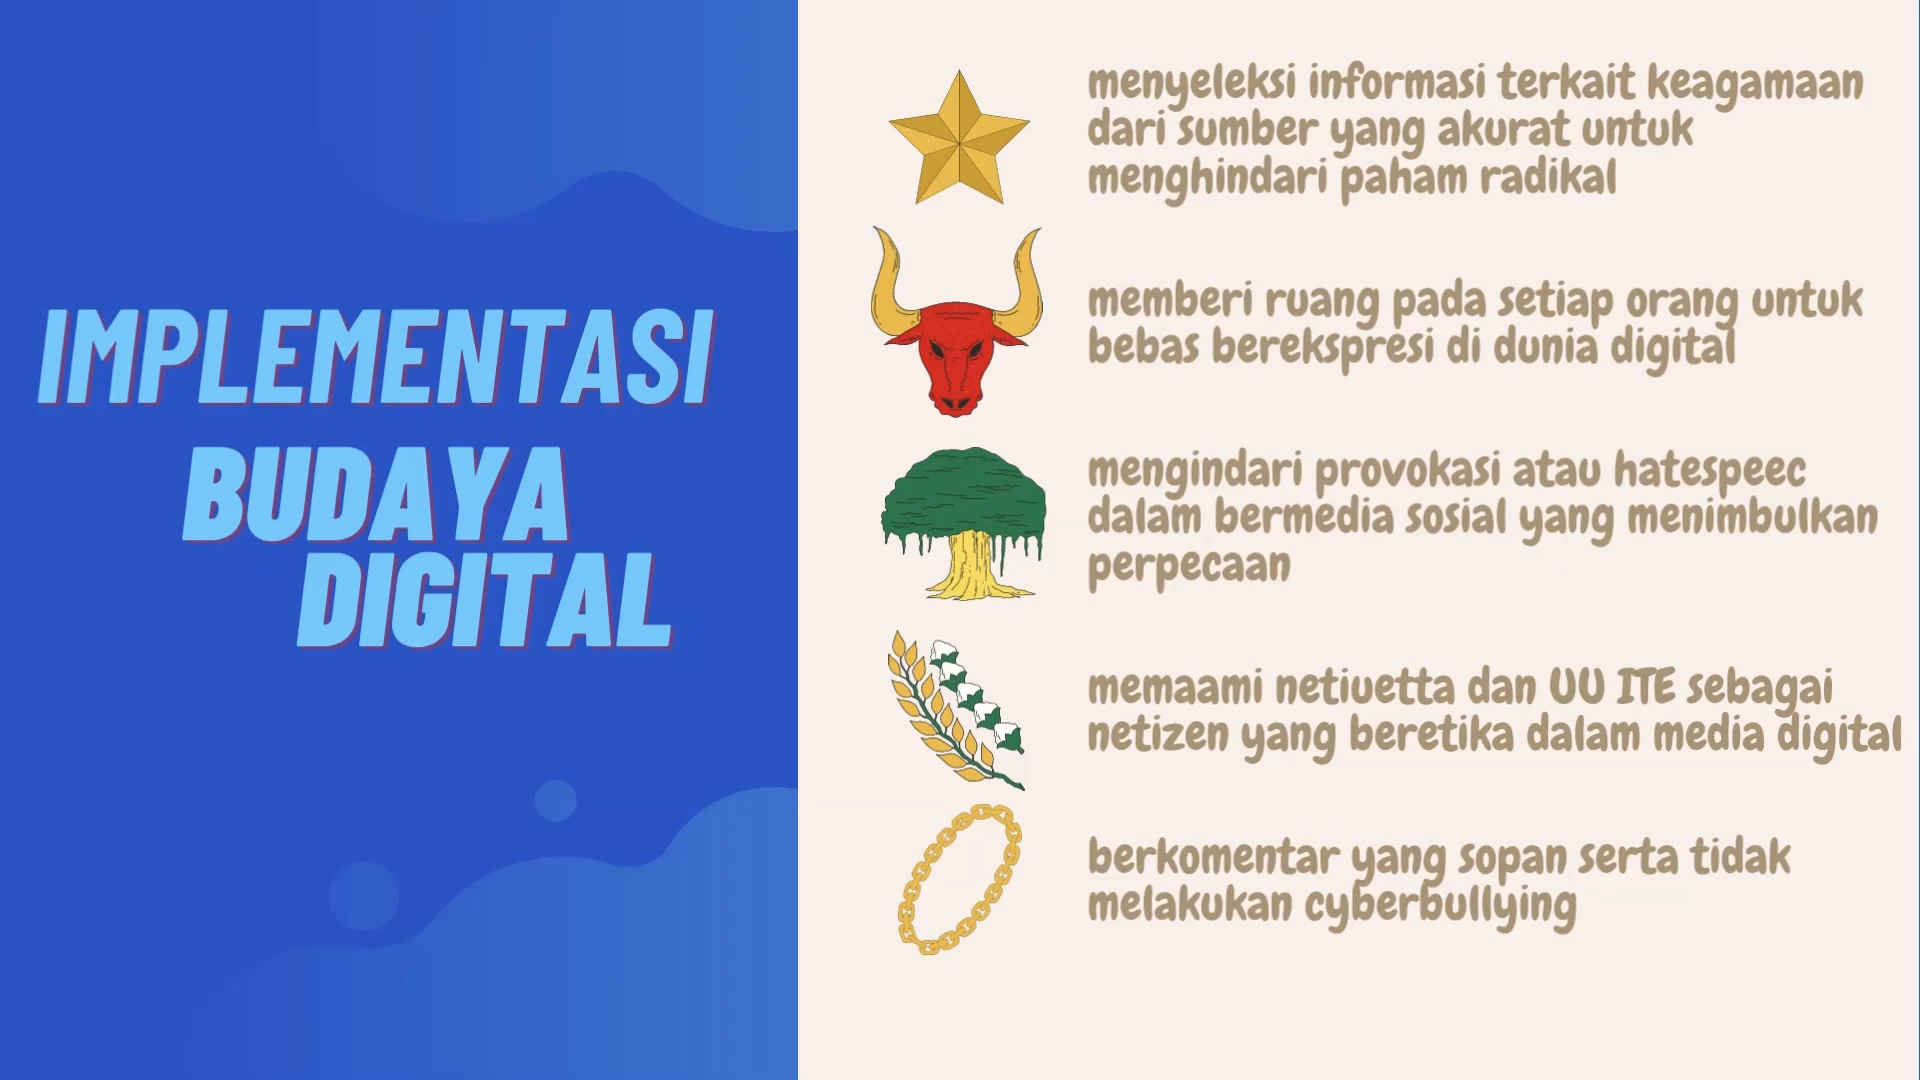 IMPLEMENTASI
BUDAYA
DIGITAL
menyeleksi informasi terkait keagamaan
dari sumber yang akurat untuk
menghindari paham radikal
memberi ruang pada setiap orang untuk
bebas berekspresi di dunia digital
mengindari provokasi atau hatespeec
dalam bermedia sosial yang menimbulkan
perpecaan
memaami netiuetta dan UU ITE sebagai
netizen yang beretika dalam media digital
berkomentar yang sopan serta tidak
melakukan cyberbullying